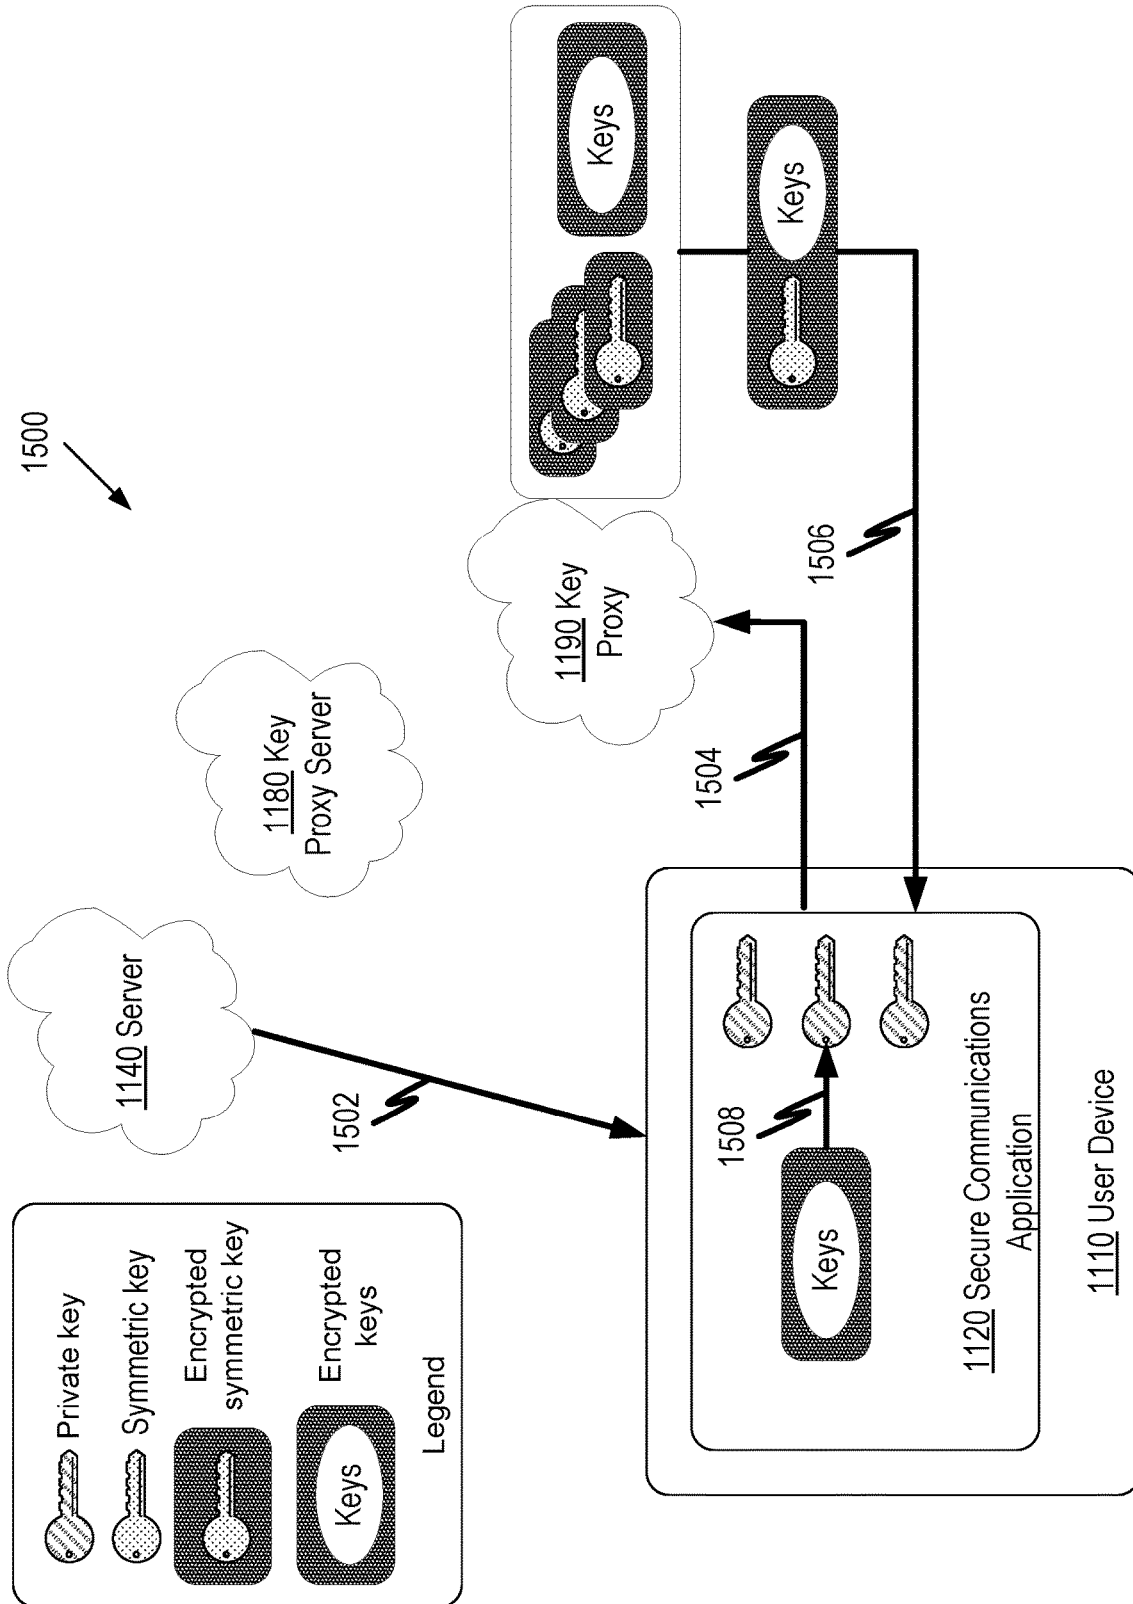 1500
Private key
Symmetric key
Encrypted
symmetric key
Keys
Encrypted
keys
Legend
1140 Server
1180 Key
Proxy Server
1190 Key
Proxy
Keys
Keys
1502
1504
1506
1508
Keys
1120 Secure Communications
Application
1110 User Device